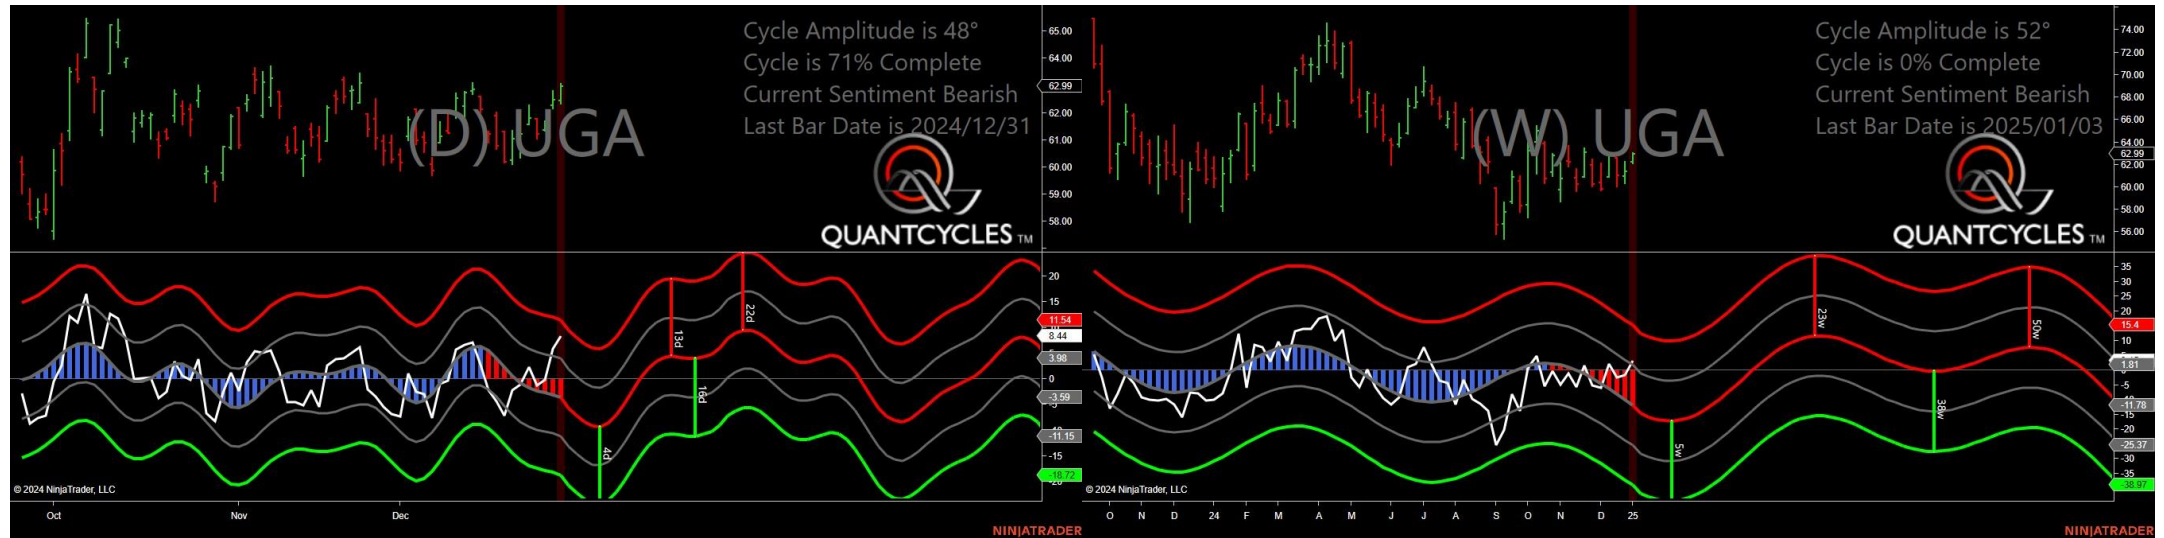 Cycle Amplitude is 48°
Cycle is 71% Complete
Current Sentiment Bearish
Last Bar Date is 2024/12/31
(D) UGA
QUANTCYCLES TM
65.00
64.00
62.99
62.00
61.00
60.00
59.00
58.00
20
15
11.54
8.44
3.98
0
-3.59
-11.15
-15
-18.72
13d
22d
16d
4d
© 2024 NinjaTrader, LLC
Oct
Nov
Dec
NINJATRADER
Cycle Amplitude is 52°
Cycle is 0% Complete
Current Sentiment Bearish
Last Bar Date is 2025/01/03
(W) UGA
QUANTCYCLES TM
74.00
72.00
70.00
68.00
66.00
64.00
62.99
62.00
60.00
58.00
56.00
35
30
25
20
15.4
10
1.81
-5
-11.78
-15
-20
-25.37
-30
-35
-38.97
23w
50w
38w
5w
© 2024 NinjaTrader, LLC
O N D 24 F M A M J J A S O N D 25
NINJATRADER